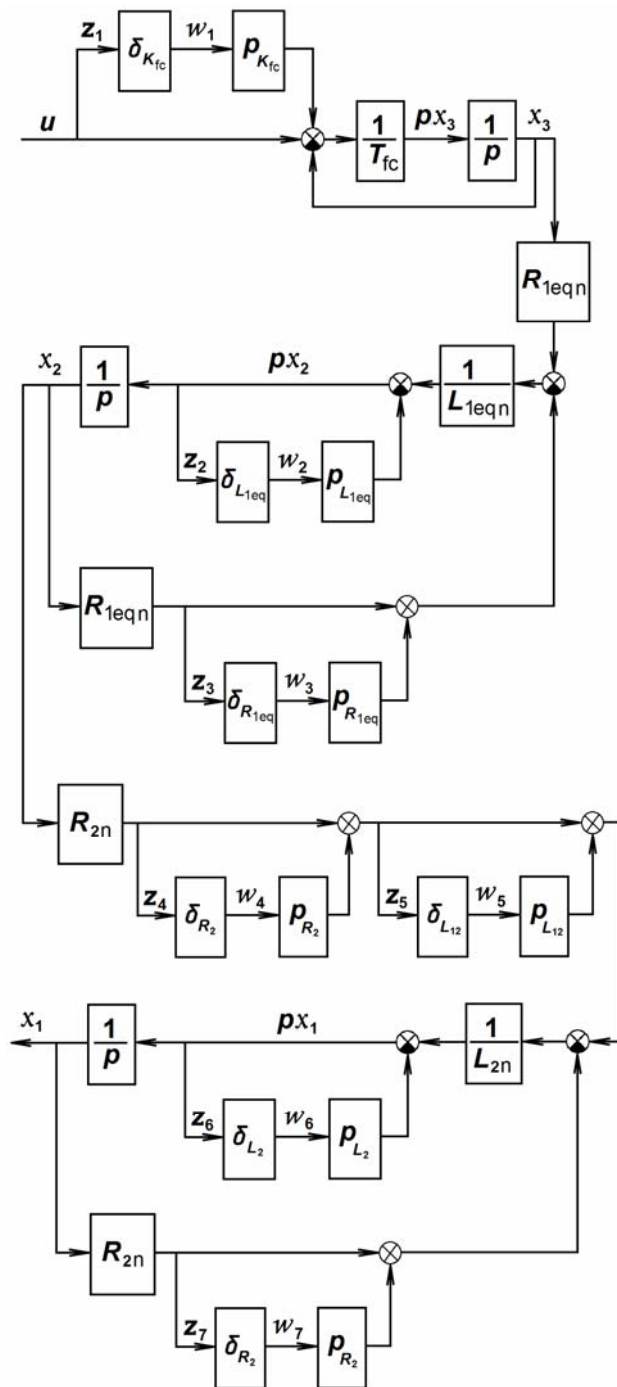 z1 δKfc w1 pKfc
u 1/Tfc px3 1/p x3
R1eqn
x2 1/p px2 1/L1eqn
z2 δL1eq w2 pL1eq
R1eqn
z3 δR1eq w3 pR1eq
R2n
z4 δR2 w4 pR2 z5 δL12 w5 pL12
x1 1/p px1 1/L2n
z6 δL2 w6 pL2
R2n
z7 δR2 w7 pR2